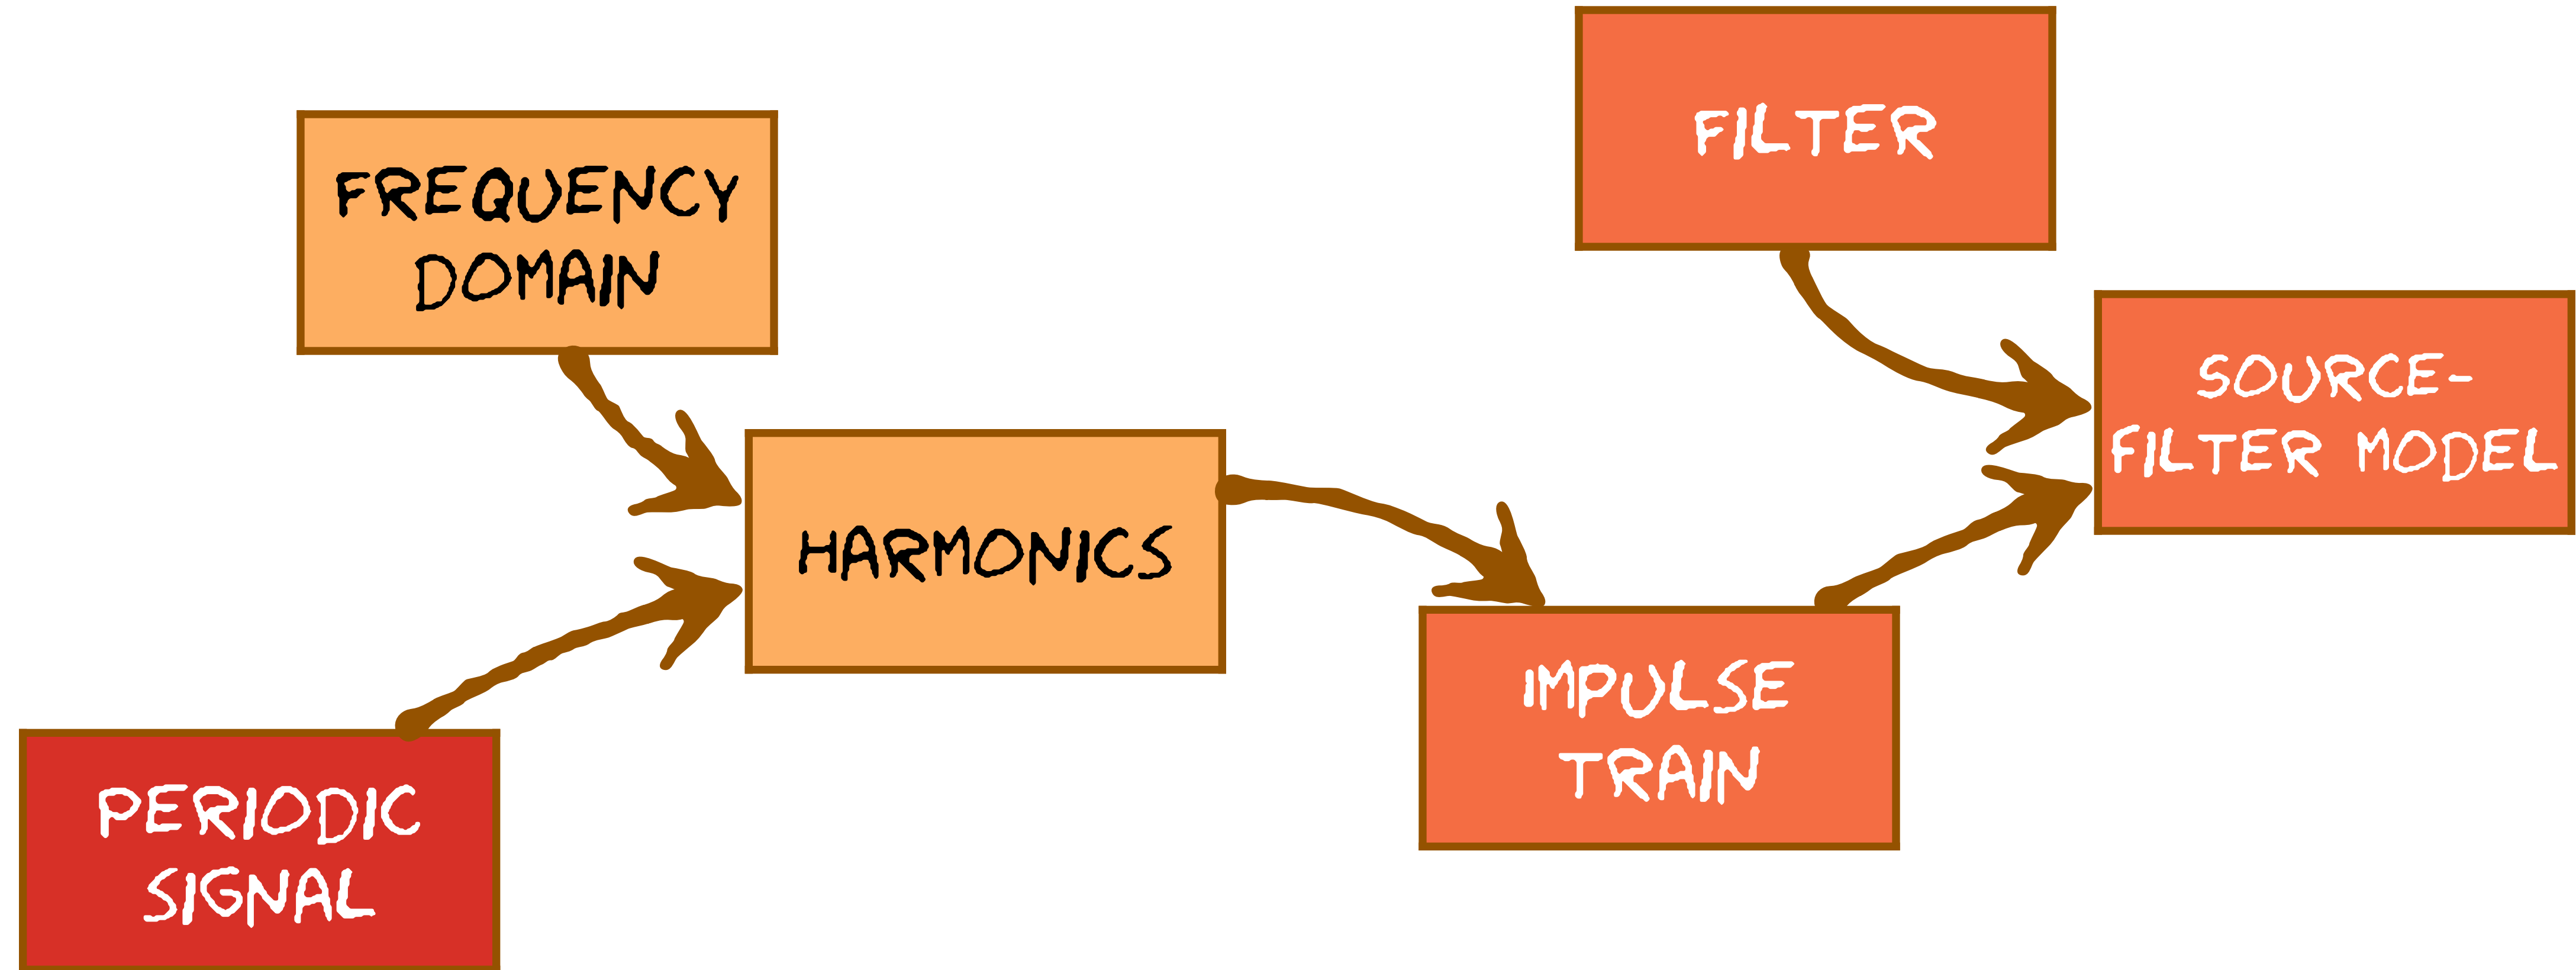 FREQUENCY
DOMAIN
PERIODIC
SIGNAL
HARMONICS
IMPULSE
TRAIN
FILTER
SOURCE-
FILTER MODEL